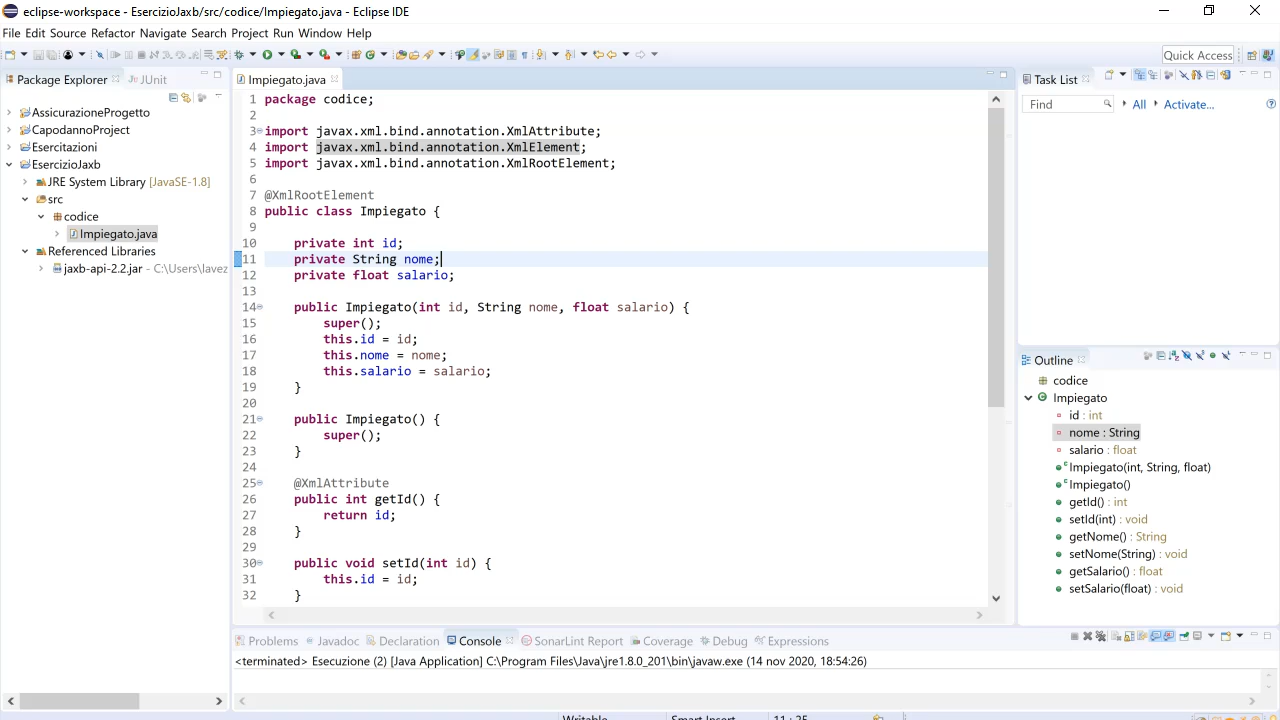 eclipse-workspace - EsercizioJaxb/src/codice/Impiegato.java - Eclipse IDE
File Edit Source Refactor Navigate Search Project Run Window Help
Quick Access
Package Explorer
JUnit
AssicurazioneProgetto
CapodannoProject
Esercitazioni
EsercizioJaxb
JRE System Library [JavaSE-1.8]
src
codice
Impiegato.java
Referenced Libraries
jaxb-api-2.2.jar - C:\Users\lavez
Impiegato.java
1 package codice;
2
3 import javax.xml.bind.annotation.XmlAttribute;
4 import javax.xml.bind.annotation.XmlElement;
5 import javax.xml.bind.annotation.XmlRootElement;
6
7 @XmlRootElement
8 public class Impiegato {
9
10 private int id;
11 private String nome;
12 private float salario;
13
14 public Impiegato(int id, String nome, float salario) {
15 super();
16 this.id = id;
17 this.nome = nome;
18 this.salario = salario;
19 }
20
21 public Impiegato() {
22 super();
23 }
24
25 @XmlAttribute
26 public int getId() {
27 return id;
28 }
29
30 public void setId(int id) {
31 this.id = id;
32 }
Task List
Find
All
Activate...
Outline
codice
Impiegato
id : int
nome : String
salario : float
Impiegato(int, String, float)
Impiegato()
getId() : int
setId(int) : void
getNome() : String
setNome(String) : void
getSalario() : float
setSalario(float) : void
Problems
Javadoc
Declaration
Console
SonarLint Report
Coverage
Debug
Expressions
<terminated> Esecuzione (2) [Java Application] C:\Program Files\Java\jre1.8.0_201\bin\javaw.exe (14 nov 2020, 18:54:26)
Writable
Smart Insert
11 : 25